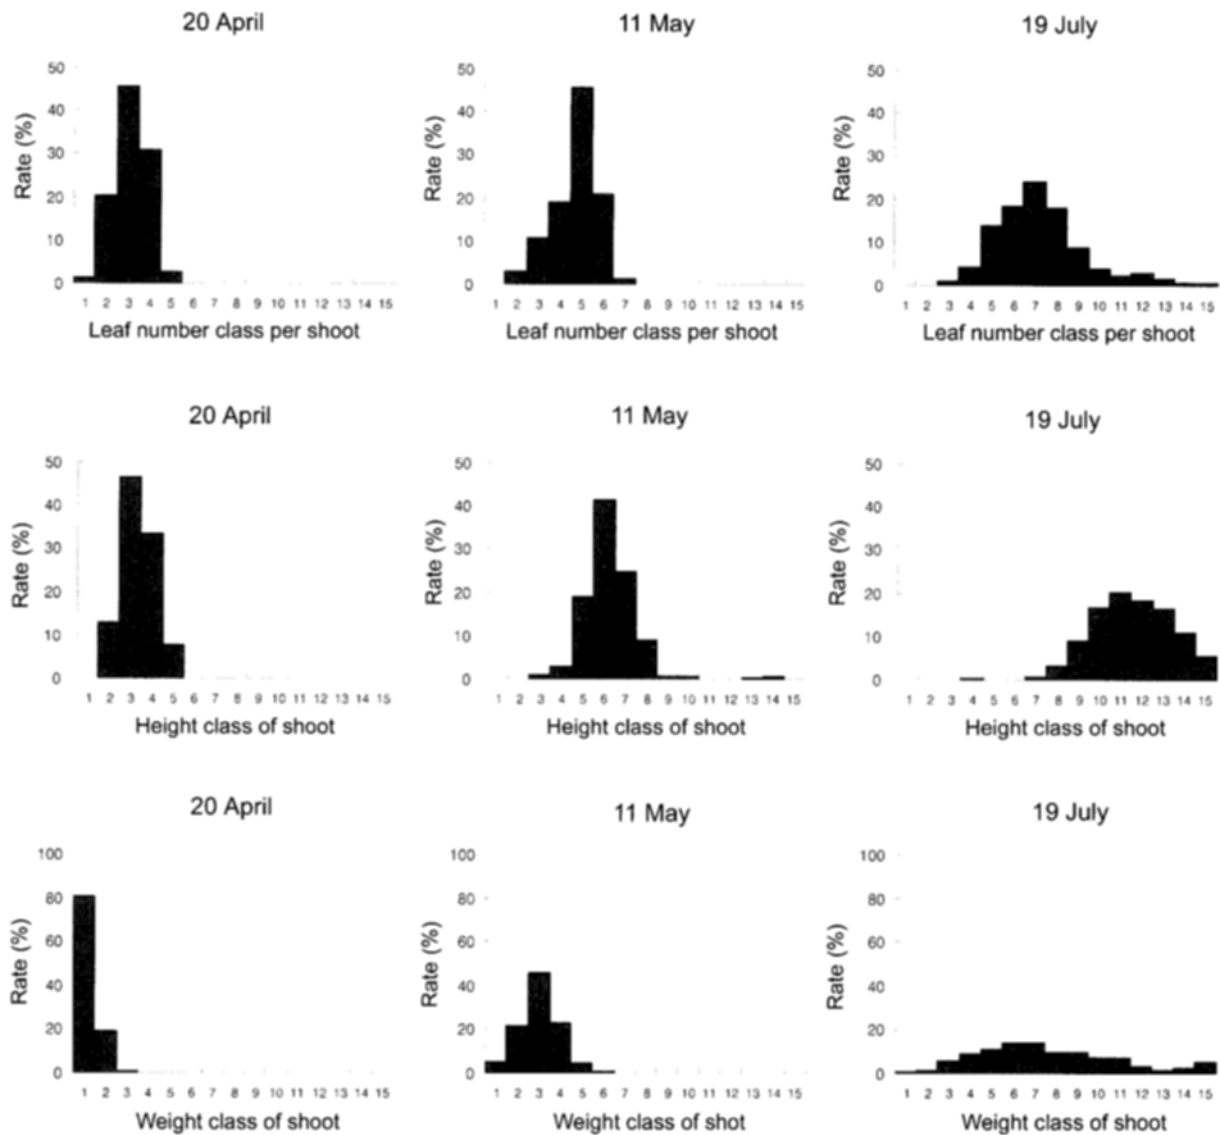 20 April 11 May 19 July
50 50 50
40 40 40
30 30 30
20 20 20
10 10 10
0 0 0
Rate (%) Rate (%) Rate (%)
1 2 3 4 5 6 7 8 9 10 11 12 13 14 15 1 2 3 4 5 6 7 8 9 10 11 12 13 14 15 1 2 3 4 5 6 7 8 9 10 11 12 13 14 15
Leaf number class per shoot Leaf number class per shoot Leaf number class per shoot
20 April 11 May 19 July
50 50 50
40 40 40
30 30 30
20 20 20
10 10 10
0 0 0
Rate (%) Rate (%) Rate (%)
1 2 3 4 5 6 7 8 9 10 11 12 13 14 15 1 2 3 4 5 6 7 8 9 10 11 12 13 14 15 1 2 3 4 5 6 7 8 9 10 11 12 13 14 15
Height class of shoot Height class of shoot Height class of shoot
20 April 11 May 19 July
100 100 100
80 80 80
60 60 60
40 40 40
20 20 20
0 0 0
Rate (%) Rate (%) Rate (%)
1 2 3 4 5 6 7 8 9 10 11 12 13 14 15 1 2 3 4 5 6 7 8 9 10 11 12 13 14 15 1 2 3 4 5 6 7 8 9 10 11 12 13 14 15
Weight class of shoot Weight class of shot Weight class of shoot